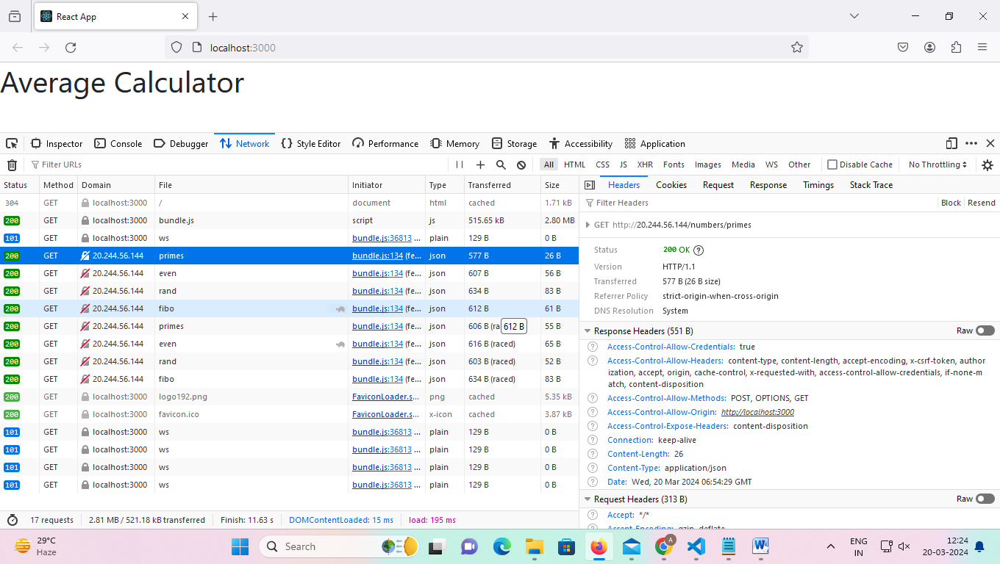 React App
localhost:3000
Average Calculator
Inspector Console Debugger Network Style Editor Performance Memory Storage Accessibility Application
Filter URLs All HTML CSS JS XHR Fonts Images Media WS Other Disable Cache No Throttling
Status Method Domain File Initiator Type Transferred Size
304 GET localhost:3000 / document html cached 1.71 kB
200 GET localhost:3000 bundle.js script js 515.65 kB 2.80 MB
101 GET localhost:3000 ws bundle.js:36813 ... plain 129 B 0 B
200 GET 20.244.56.144 primes bundle.js:134 (fe... json 577 B 26 B
200 GET 20.244.56.144 even bundle.js:134 (fe... json 607 B 56 B
200 GET 20.244.56.144 rand bundle.js:134 (fe... json 634 B 83 B
200 GET 20.244.56.144 fibo bundle.js:134 (fe... json 612 B 61 B
200 GET 20.244.56.144 primes bundle.js:134 (fe... json 606 B (ra 612 B 55 B
200 GET 20.244.56.144 even bundle.js:134 (fe... json 616 B (raced) 65 B
200 GET 20.244.56.144 rand bundle.js:134 (fe... json 603 B (raced) 52 B
200 GET 20.244.56.144 fibo bundle.js:134 (fe... json 634 B (raced) 83 B
200 GET localhost:3000 logo192.png FaviconLoader.s... png cached 5.35 kB
200 GET localhost:3000 favicon.ico FaviconLoader.s... x-icon cached 3.87 kB
101 GET localhost:3000 ws bundle.js:36813 ... plain 129 B 0 B
101 GET localhost:3000 ws bundle.js:36813 ... plain 129 B 0 B
101 GET localhost:3000 ws bundle.js:36813 ... plain 129 B 0 B
101 GET localhost:3000 ws bundle.js:36813 ... plain 129 B 0 B
17 requests 2.81 MB / 521.18 kB transferred Finish: 11.63 s DOMContentLoaded: 15 ms load: 195 ms
Headers Cookies Request Response Timings Stack Trace
Filter Headers Block Resend
GET http://20.244.56.144/numbers/primes
Status 200 OK
Version HTTP/1.1
Transferred 577 B (26 B size)
Referrer Policy strict-origin-when-cross-origin
DNS Resolution System
Response Headers (551 B) Raw
Access-Control-Allow-Credentials: true
Access-Control-Allow-Headers: content-type, content-length, accept-encoding, x-csrf-token, author
ization, accept, origin, cache-control, x-requested-with, access-control-allow-credentials, if-none-m
atch, content-disposition
Access-Control-Allow-Methods: POST, OPTIONS, GET
Access-Control-Allow-Origin: http://localhost:3000
Access-Control-Expose-Headers: content-disposition
Connection: keep-alive
Content-Length: 26
Content-Type: application/json
Date: Wed, 20 Mar 2024 06:54:29 GMT
Request Headers (313 B) Raw
Accept: */*
Accept-Encoding: gzip, deflate
29°C
Haze
Search
A
ENG
IN
12:24
20-03-2024